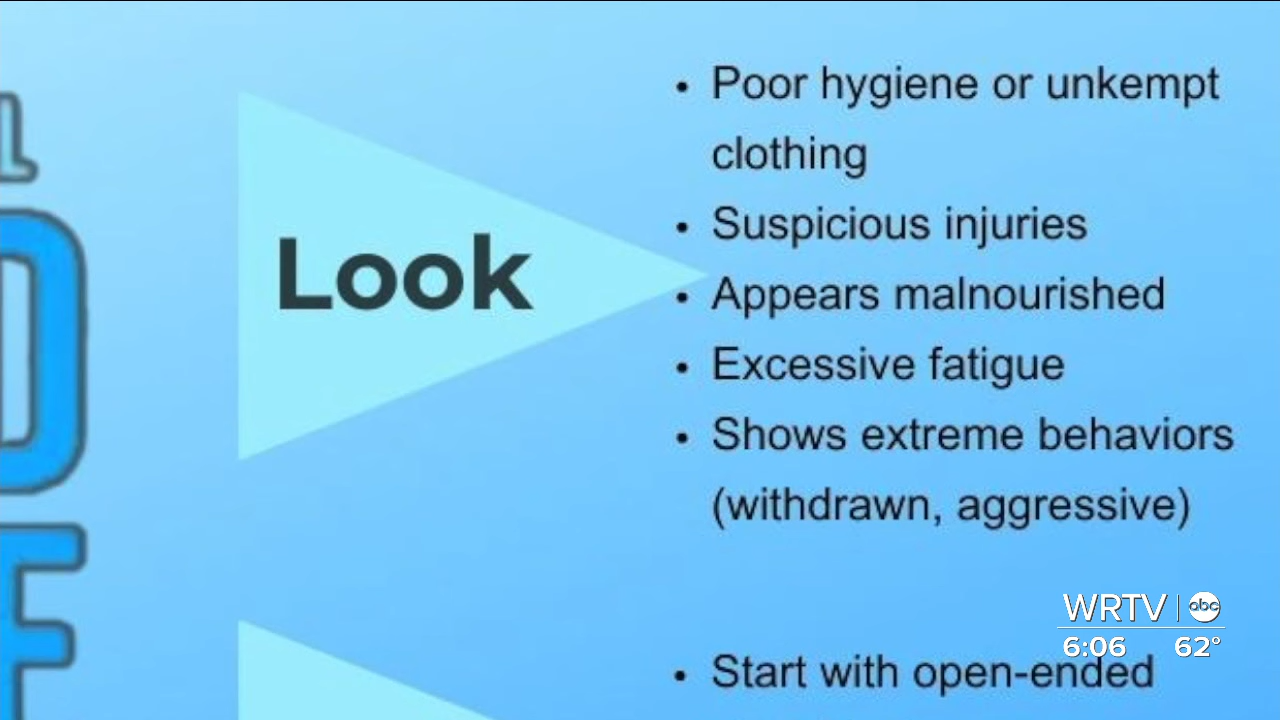 Look
• Poor hygiene or unkempt
clothing
• Suspicious injuries
• Appears malnourished
• Excessive fatigue
• Shows extreme behaviors
(withdrawn, aggressive)
• Start with open-ended
WRTV | abc
6:06 62°